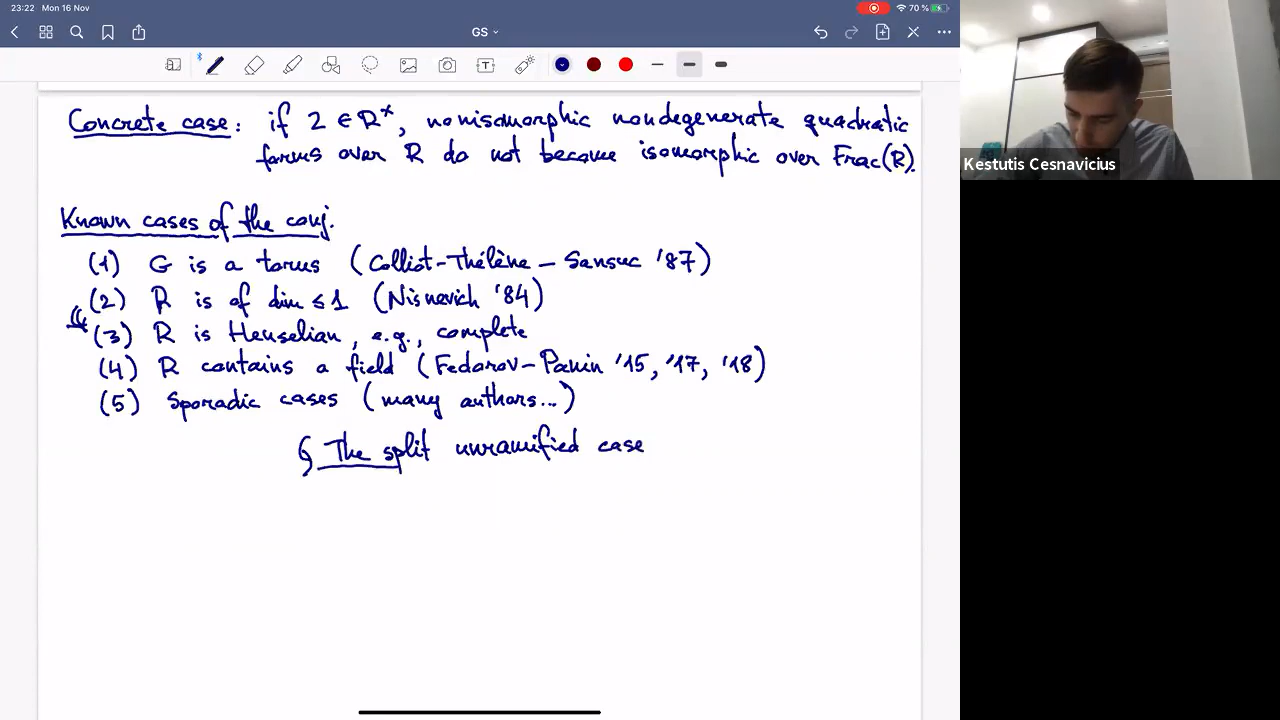 23:22 Mon 16 Nov
70 %
GS
Concrete case: if 2 ∈ R^×, nonisomorphic nondegenerate quadratic
forms over R do not become isomorphic over Frac(R).
Kestutis Cesnavicius
Known cases of the conj.
(1) G is a torus (Colliot-Thélène – Sansuc '87)
(2) R is of dim ≤ 1 (Nisnevich '84)
(3) R is Henselian, e.g., complete
(4) R contains a field (Fedorov – Panin '15, '17, '18)
(5) Sporadic cases (many authors...)
§ The split unramified case